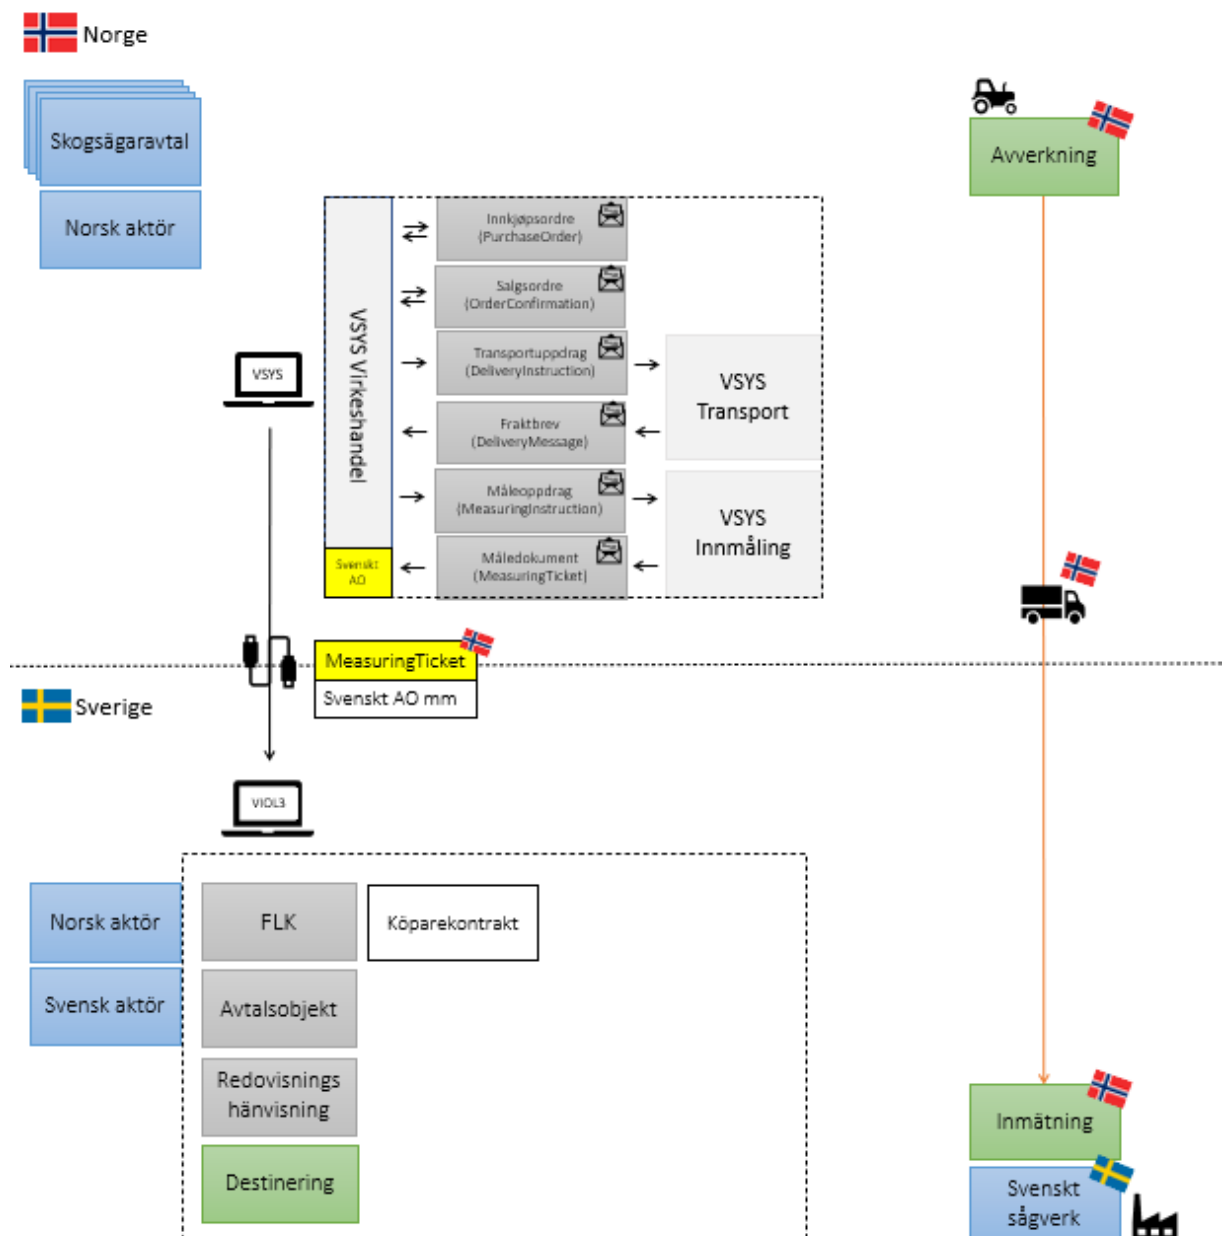 Norge
Skogsägaravtal
Norsk aktör
Avverkning
VSYS
VSYS Virkeshandel
Svenskt
AO
Innkjøpsordre
(PurchaseOrder)
Salgsordre
(OrderConfirmation)
Transportuppdrag
(DeliveryInstruction)
Fraktbrev
(DeliveryMessage)
Måleoppdrag
(MeasuringInstruction)
Måledokument
(MeasuringTicket)
VSYS
Transport
VSYS
Innmåling
MeasuringTicket
Svenskt AO mm
Sverige
VIOL3
Norsk aktör
Svensk aktör
FLK
Köparekontrakt
Avtalsobjekt
Redovisnings
hänvisning
Destinering
Inmätning
Svenskt
sågverk